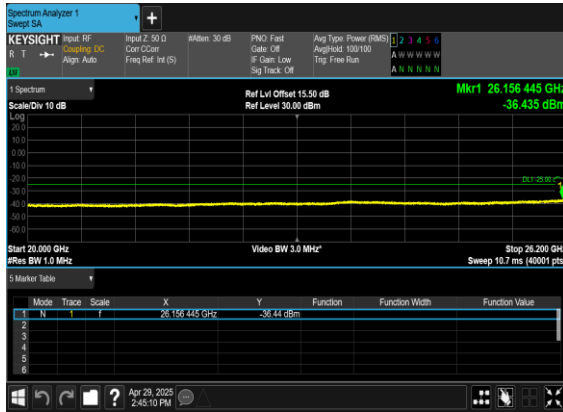 Spectrum Analyzer 1
Swept SA
+
KEYSIGHT Input: RF Input Z: 50 Ω #Atten: 30 dB PNO: Fast Avg Type: Power (RMS) 1 2 3 4 5 6
R T Coupling: DC Corr CCorr Gate: Off Avg|Hold: 100/100 A W W W W W
Align: Auto Freq Ref: Int (S) IF Gain: Low Trig: Free Run
LXI Sig Track: Off A N N N N N
1 Spectrum Ref Lvl Offset 15.50 dB Mkr1 26.156 445 GHz
Scale/Div 10 dB Ref Level 30.00 dBm -36.435 dBm
Log
20.0
10.0
0.00
-10.0
-20.0
DL1 -25.00
-30.0
1
-40.0
-50.0
-60.0
Start 20.000 GHz Video BW 3.0 MHz* Stop 26.200 GHz
#Res BW 1.0 MHz Sweep 10.7 ms (40001 pts)
5 Marker Table
Mode Trace Scale X Y Function Function Width Function Value
1 N 1 f 26.156 445 GHz -36.44 dBm
2
3
4
5
6
? Apr 29, 2025
2:45:10 PM